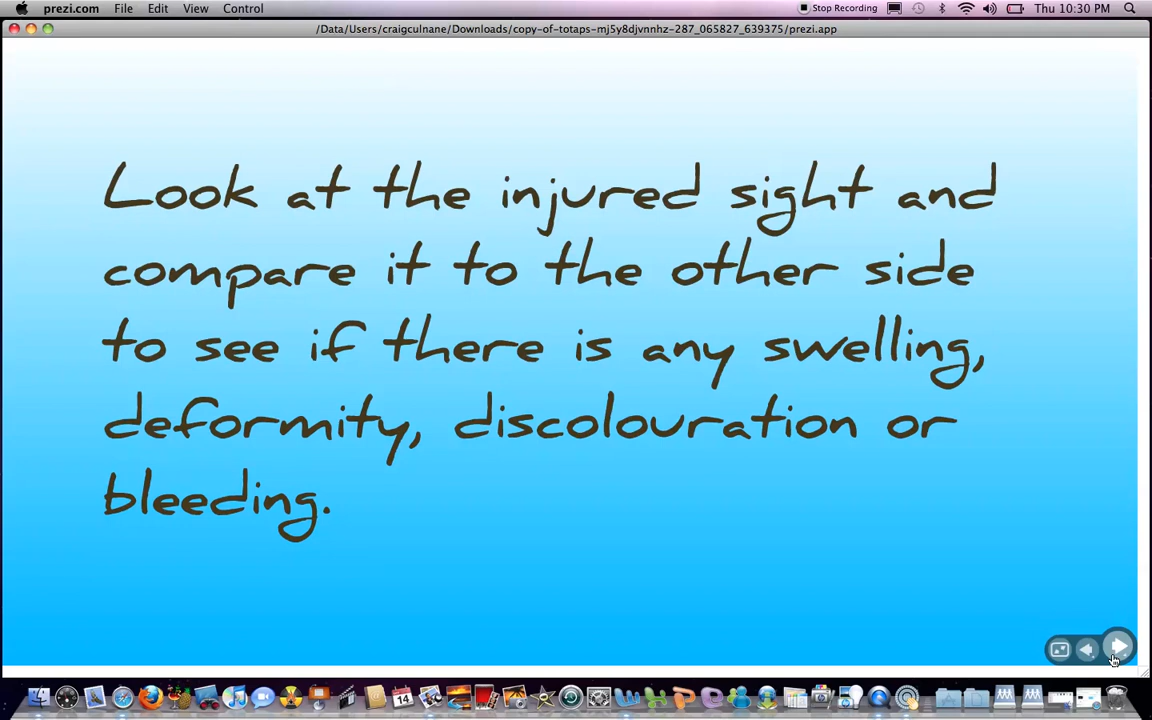 prezi.com File Edit View Control Stop Recording Thu 10:30 PM
/Data/Users/craigculnane/Downloads/copy-of-totaps-mj5y8djvnnhz-287_065827_639375/prezi.app
Look at the injured sight and
compare it to the other side
to see if there is any swelling,
deformity, discolouration or
bleeding.
14